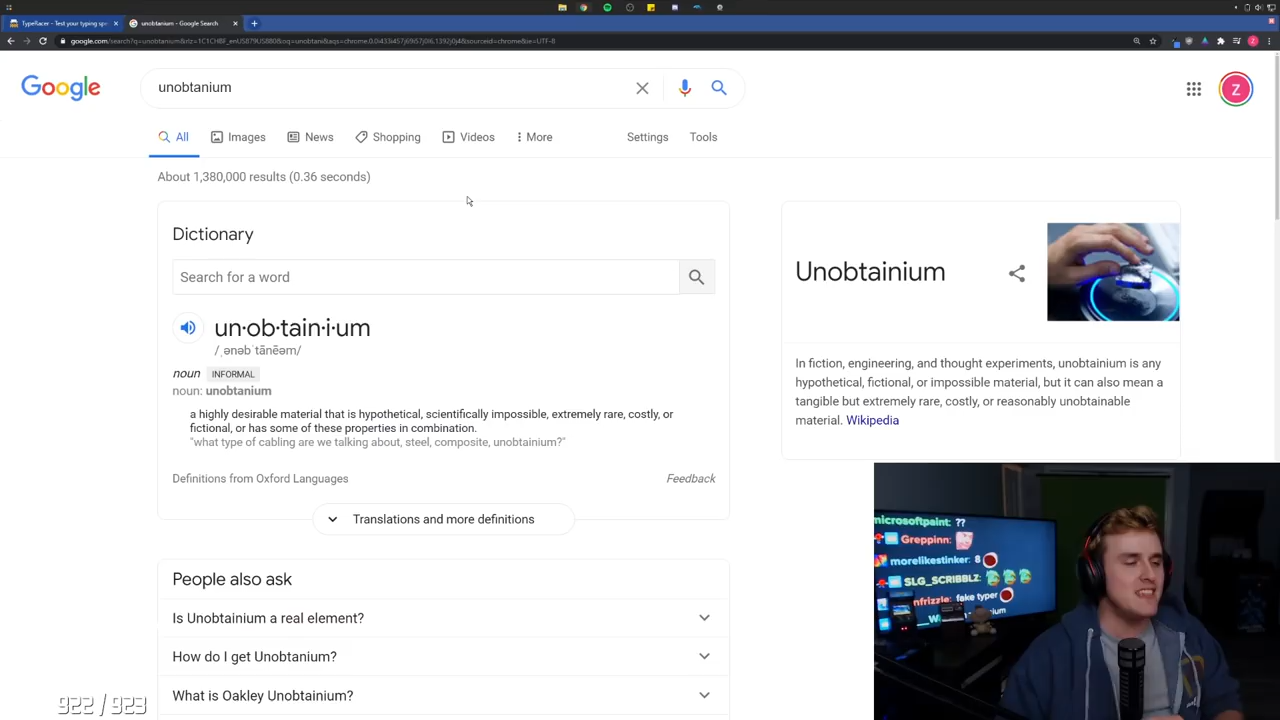 TypeRacer - Test your typing spe
unobtanium - Google Search
google.com/search?q=unobtanium&rlz=1C1CHBF_enUS879US880&oq=unobtani&aqs=chrome.0.0i433i457j69i57j0l6.1392j0j4&sourceid=chrome&ie=UTF-8
Google
unobtanium
Z
All
Images
News
Shopping
Videos
More
Settings
Tools
About 1,380,000 results (0.36 seconds)
Dictionary
Search for a word
un·ob·tain·i·um
/ˌənəbˈtānēəm/
noun INFORMAL
noun: unobtanium
a highly desirable material that is hypothetical, scientifically impossible, extremely rare, costly, or
fictional, or has some of these properties in combination.
"what type of cabling are we talking about, steel, composite, unobtainium?"
Definitions from Oxford Languages
Feedback
Translations and more definitions
People also ask
Is Unobtainium a real element?
How do I get Unobtanium?
What is Oakley Unobtainium?
Unobtainium
In fiction, engineering, and thought experiments, unobtainium is any
hypothetical, fictional, or impossible material, but it can also mean a
tangible but extremely rare, costly, or reasonably unobtainable
material. Wikipedia
microsoftpaint: ??
Greppinn:
morelikestinker: 8
SLG_SCRIBBLZ:
nfrizzle: fake typer
922 / 923